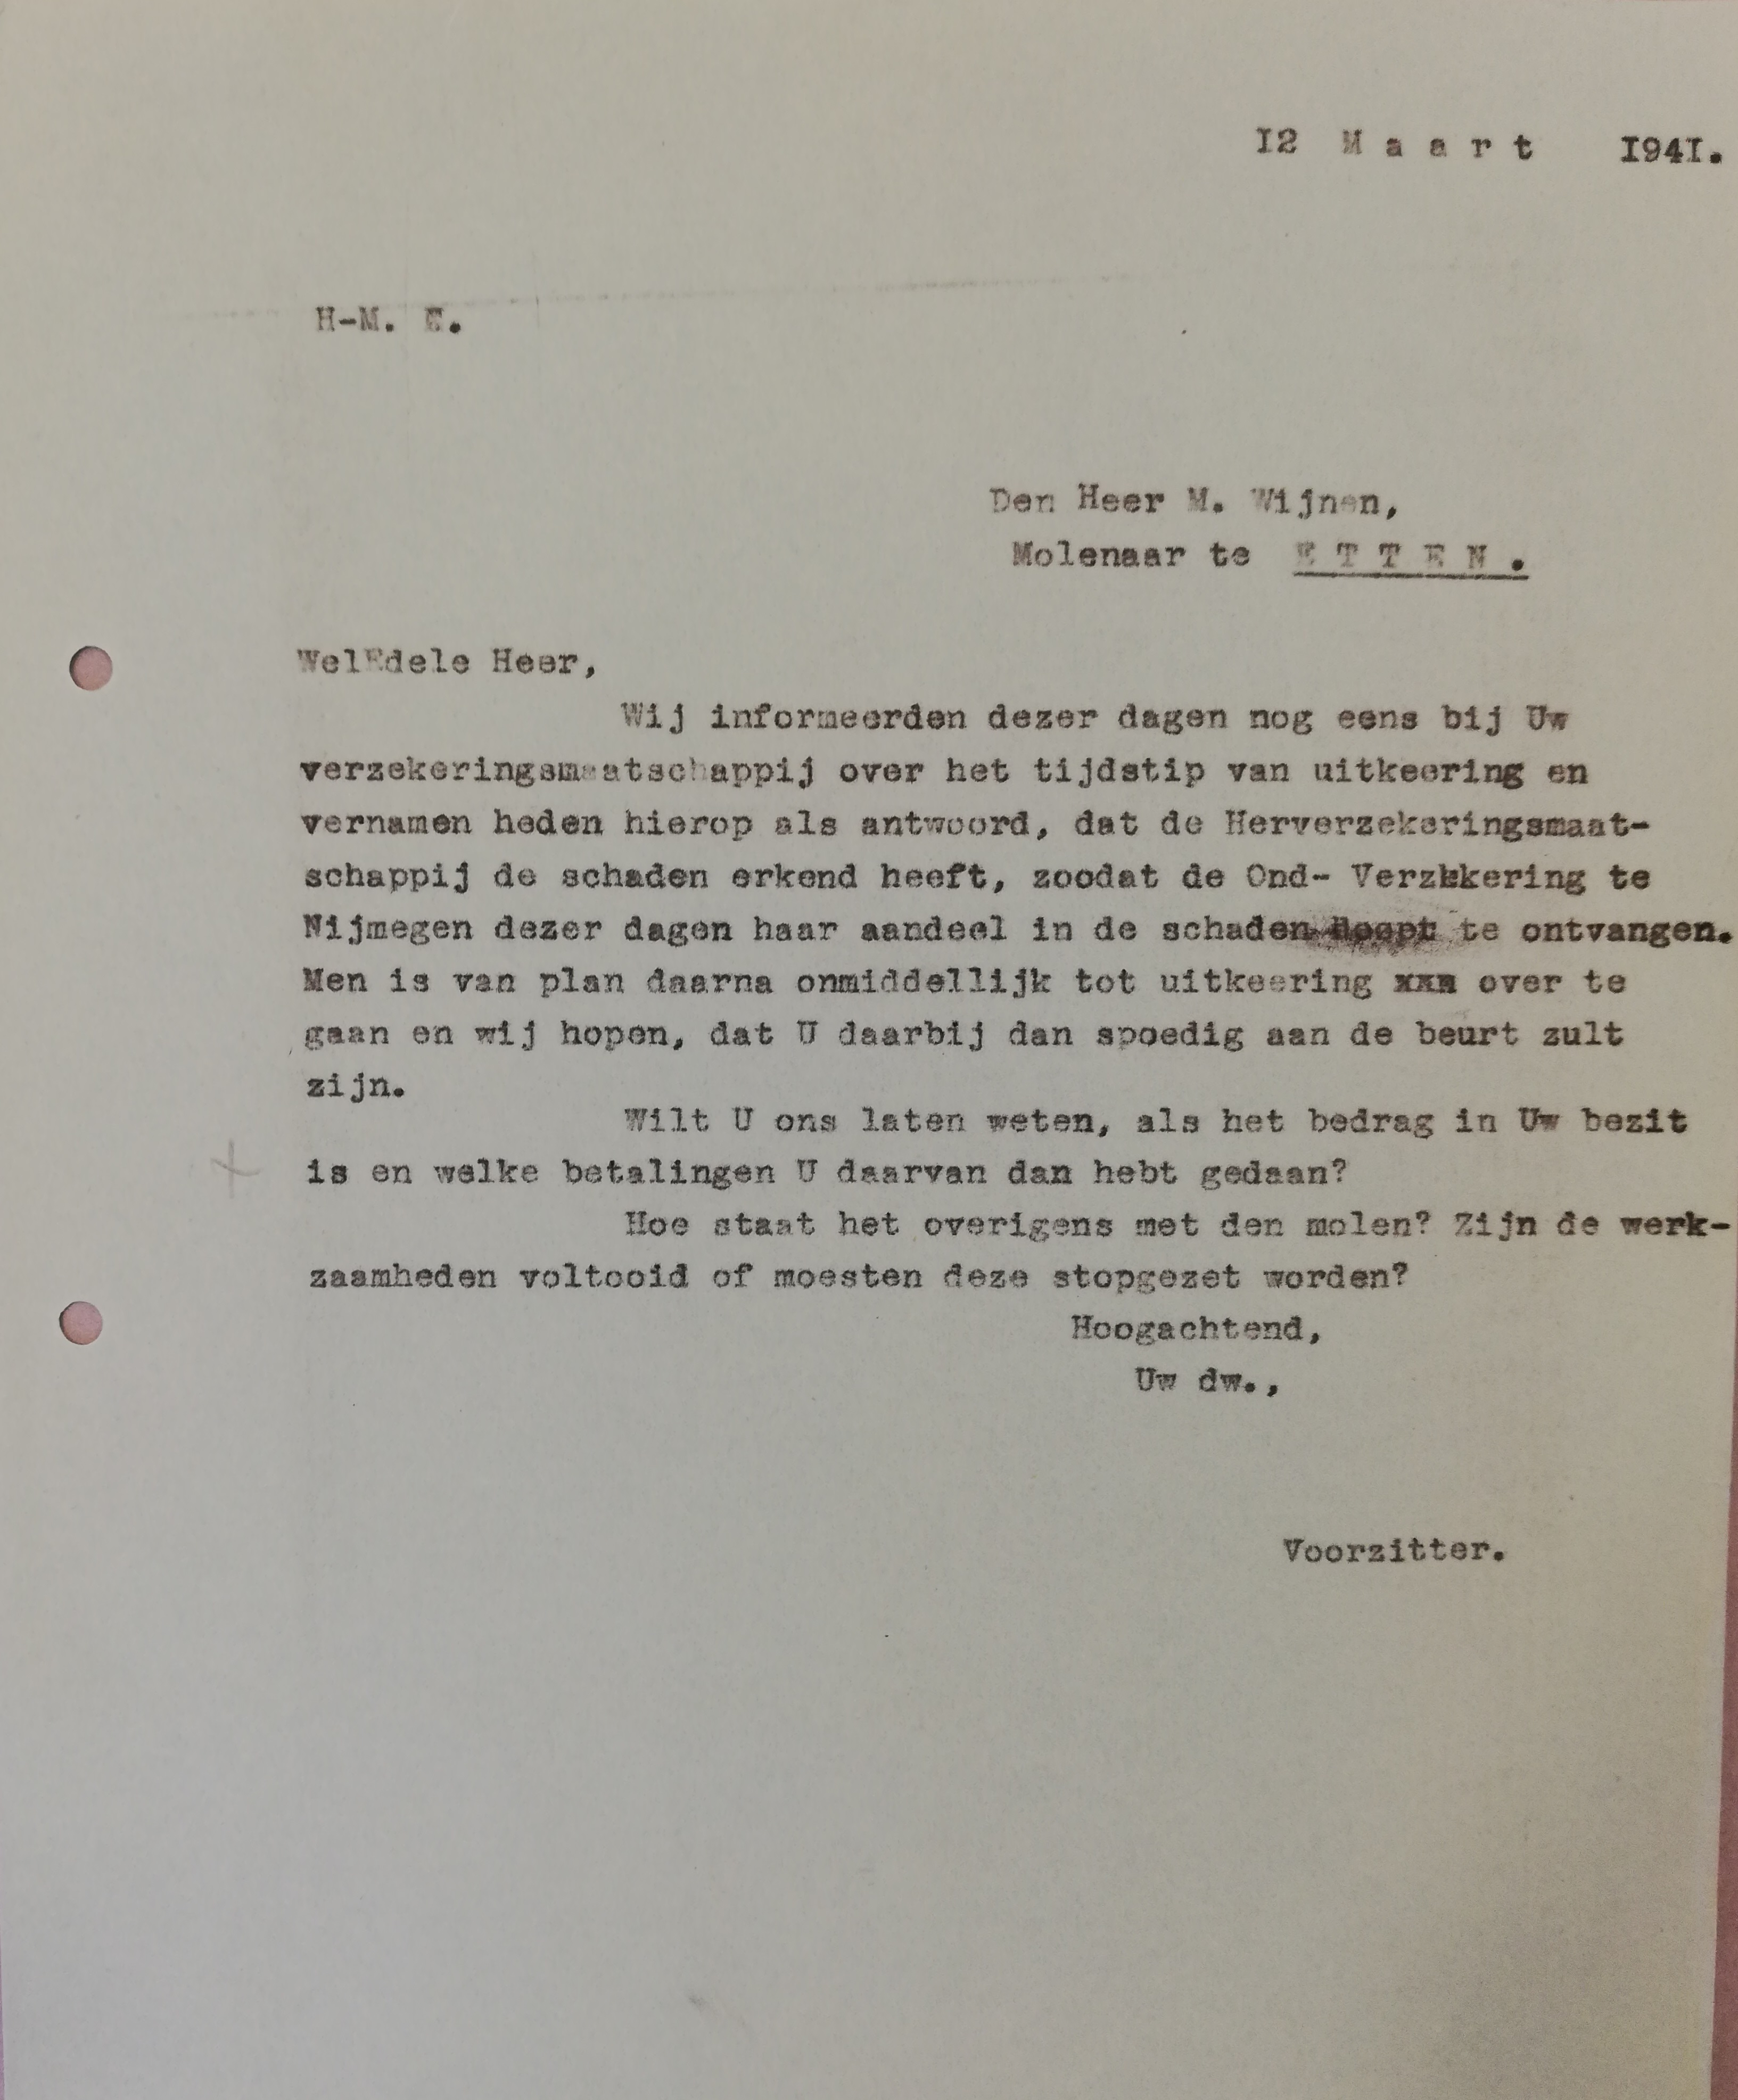 I2 M a a r t I94I.
H-M. E.
Den Heer M. Wijnen,
Molenaar te E T T E N .
WelEdele Heer,
Wij informeerden dezer dagen nog eens bij Uw
verzekeringsmaatschappij over het tijdstip van uitkeering en
vernamen heden hierop als antwoord, dat de Herverzekeringsmaat-
schappij de schaden erkend heeft, zoodat de Ond- Verzkkering te
Nijmegen dezer dagen haar aandeel in de schaden hoopt te ontvangen.
Men is van plan daarna onmiddellijk tot uitkeering xxx over te
gaan en wij hopen, dat U daarbij dan spoedig aan de beurt zult
zijn.
Wilt U ons laten weten, als het bedrag in Uw bezit
is en welke betalingen U daarvan dan hebt gedaan?
Hoe staat het overigens met den molen? Zijn de werk-
zaamheden voltooid of moesten deze stopgezet worden?
Hoogachtend,
Uw dw.,
Voorzitter.